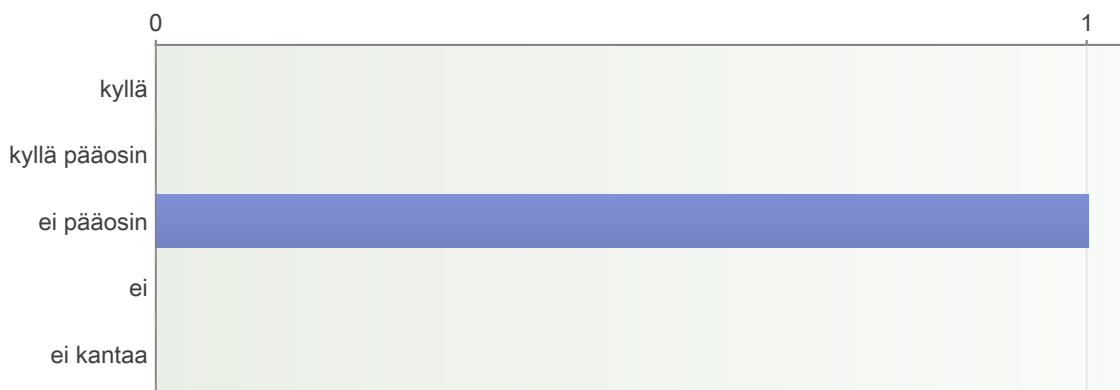 0 1
kyllä
kyllä pääosin
ei pääosin
ei
ei kantaa